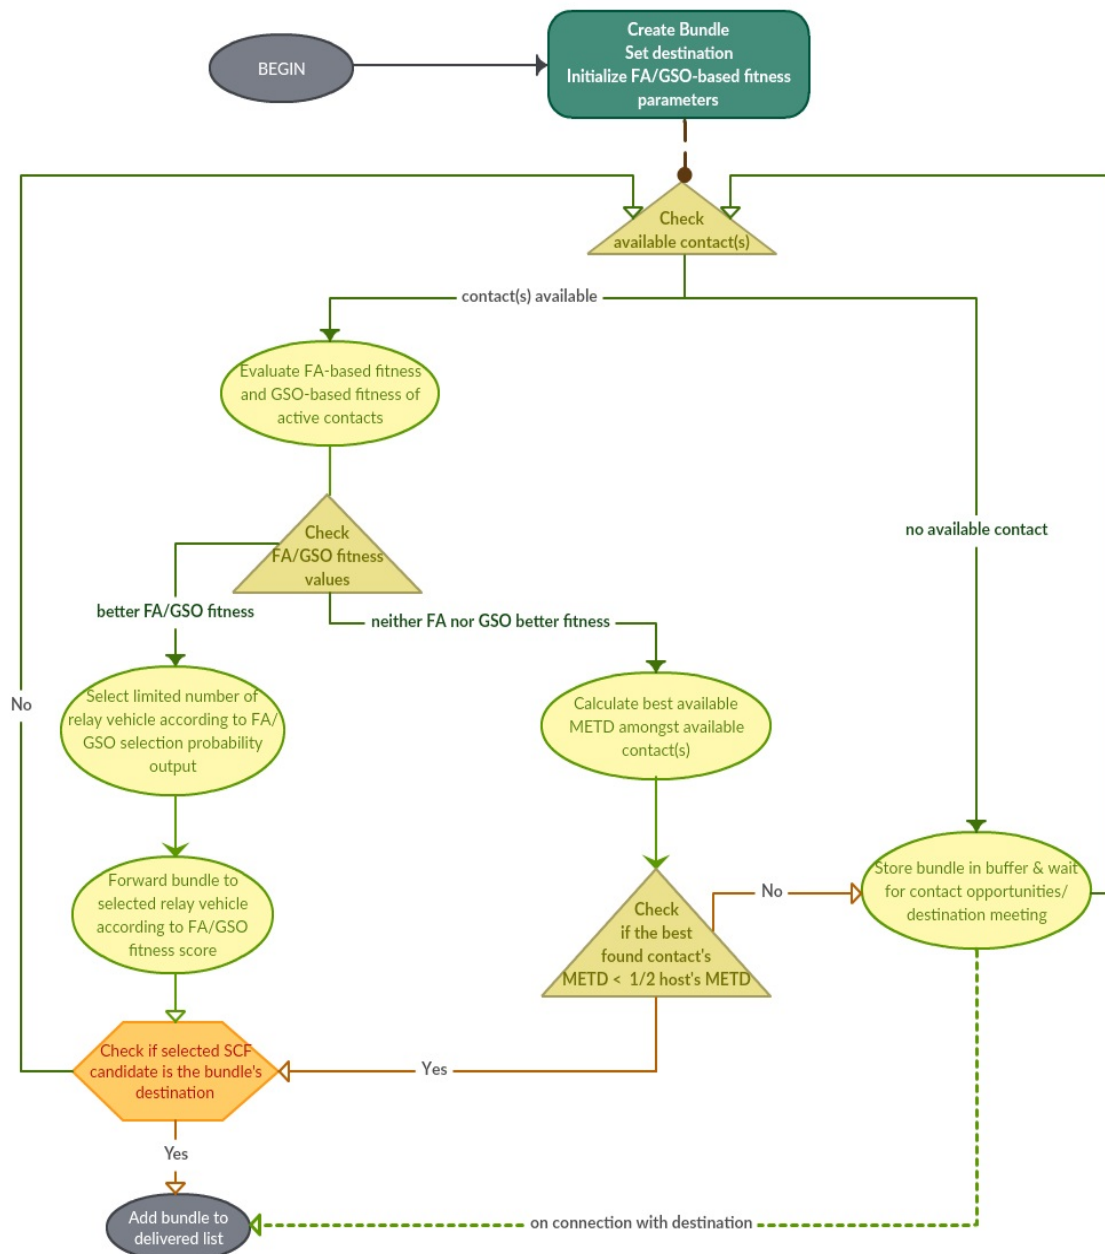 BEGIN
Create Bundle
Set destination
Initialize FA/GSO-based fitness
parameters
Check
available contact(s)
contact(s) available
Evaluate FA-based fitness
and GSO-based fitness of
active contacts
no available contact
Check
FA/GSO fitness
values
better FA/GSO fitness
neither FA nor GSO better fitness
No
Select limited number of
relay vehicle according to FA/
GSO selection probability
output
Calculate best available
METD amongst available
contact(s)
Forward bundle to
selected relay vehicle
according to FA/GSO
fitness score
Check
if the best
found contact's
METD < 1/2 host's METD
No
Store bundle in buffer & wait
for contact opportunities/
destination meeting
Check if selected SCF
candidate is the bundle's
destination
Yes
Yes
Add bundle to
delivered list
on connection with destination